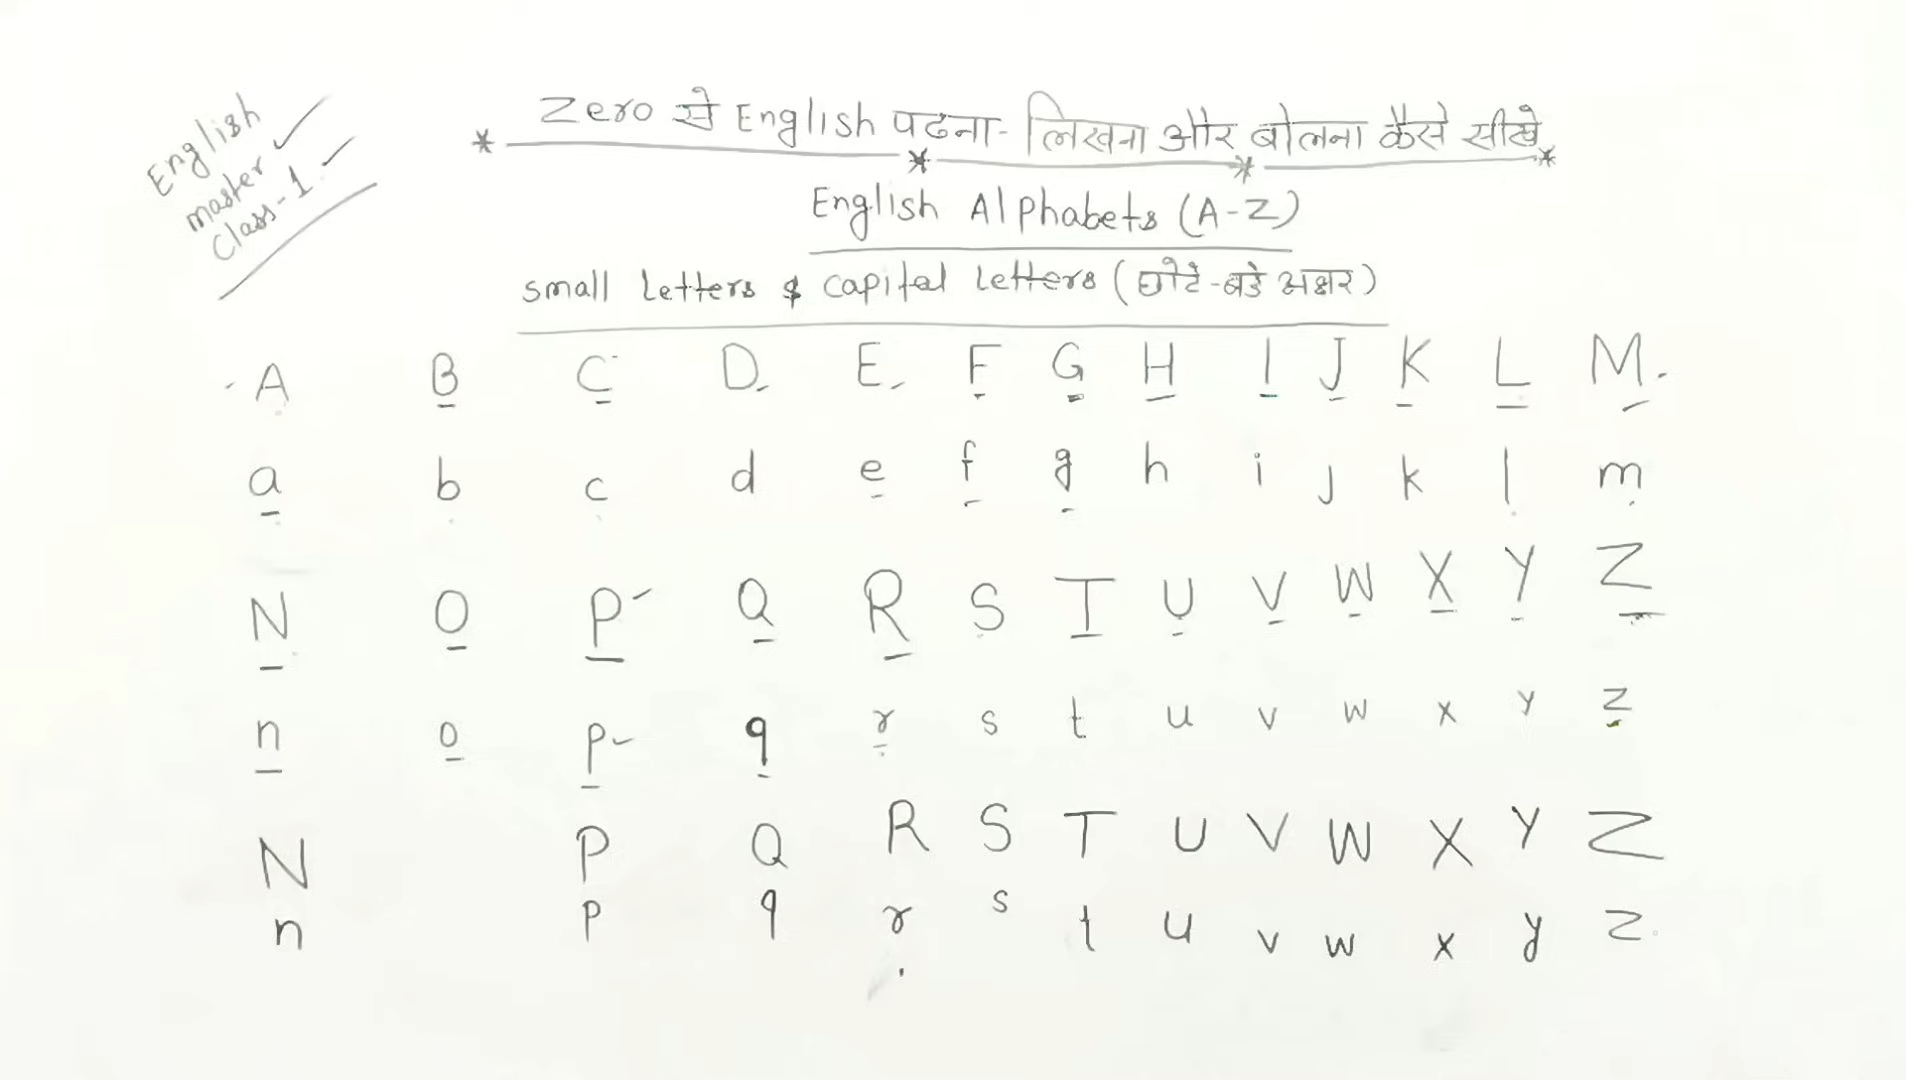 English
master
Class-1
Zero से English पढना-लिखना और बोलना कैसे सीखे
English Alphabets (A-Z)
small letters & capital letters (छोटे-बडे अक्षर)
A B C D E F G H I J K L M
a b c d e f g h i j k l m
N O P Q R S T U V W X Y Z
n o p q r s t u v w x y z
N P Q R S T U V W X Y Z
n p q r s t u v w x y z